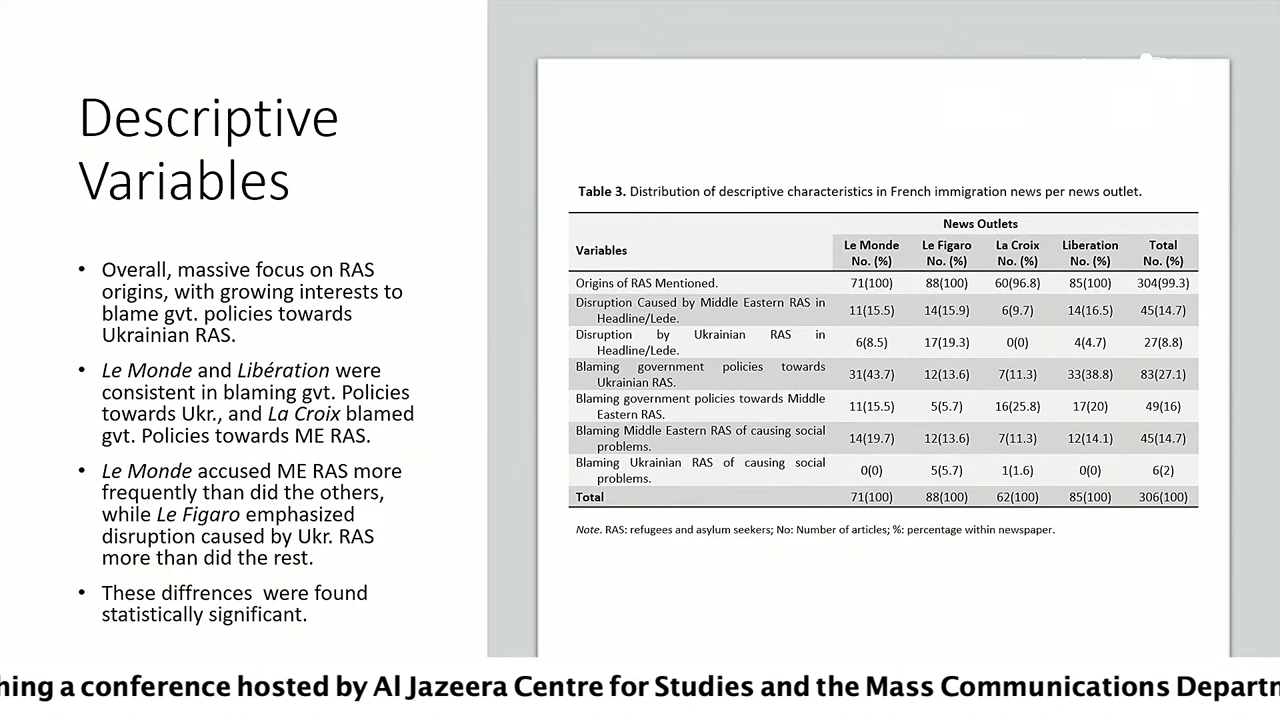 Descriptive
Variables
• Overall, massive focus on RAS
origins, with growing interests to
blame gvt. policies towards
Ukrainian RAS.
• Le Monde and Libération were
consistent in blaming gvt. Policies
towards Ukr., and La Croix blamed
gvt. Policies towards ME RAS.
• Le Monde accused ME RAS more
frequently than did the others,
while Le Figaro emphasized
disruption caused by Ukr. RAS
more than did the rest.
• These diffrences were found
statistically significant.
Table 3. Distribution of descriptive characteristics in French immigration news per news outlet.
News Outlets
Variables
Le Monde Le Figaro La Croix Liberation Total
No. (%) No. (%) No. (%) No. (%) No. (%)
Origins of RAS Mentioned. 71(100) 88(100) 60(96.8) 85(100) 304(99.3)
Disruption Caused by Middle Eastern RAS in
Headline/Lede. 11(15.5) 14(15.9) 6(9.7) 14(16.5) 45(14.7)
Disruption by Ukrainian RAS in
Headline/Lede. 6(8.5) 17(19.3) 0(0) 4(4.7) 27(8.8)
Blaming government policies towards
Ukrainian RAS. 31(43.7) 12(13.6) 7(11.3) 33(38.8) 83(27.1)
Blaming government policies towards Middle
Eastern RAS. 11(15.5) 5(5.7) 16(25.8) 17(20) 49(16)
Blaming Middle Eastern RAS of causing social
problems. 14(19.7) 12(13.6) 7(11.3) 12(14.1) 45(14.7)
Blaming Ukrainian RAS of causing social
problems. 0(0) 5(5.7) 1(1.6) 0(0) 6(2)
Total 71(100) 88(100) 62(100) 85(100) 306(100)
Note. RAS: refugees and asylum seekers; No: Number of articles; %: percentage within newspaper.
hing a conference hosted by Al Jazeera Centre for Studies and the Mass Communications Departm